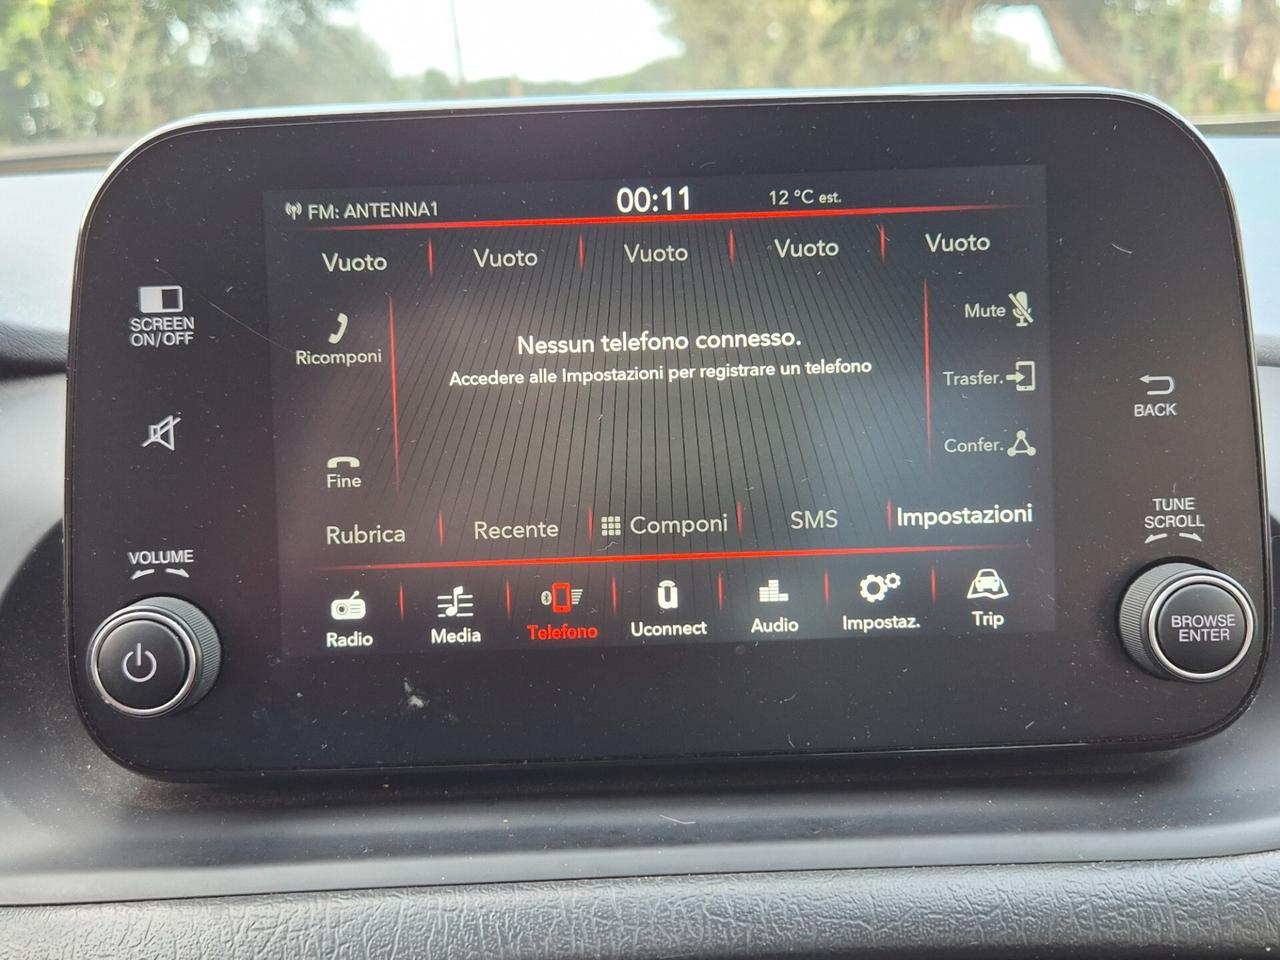 FM: ANTENNA1
00:11
12 °C est.
Vuoto Vuoto Vuoto Vuoto Vuoto
SCREEN
ON/OFF
Ricomponi
Nessun telefono connesso.
Accedere alle Impostazioni per registrare un telefono
Mute
Trasfer.
Confer.
BACK
Fine
Rubrica Recente Componi SMS Impostazioni
VOLUME
TUNE
SCROLL
Radio Media Telefono Uconnect Audio Impostaz. Trip
BROWSE
ENTER